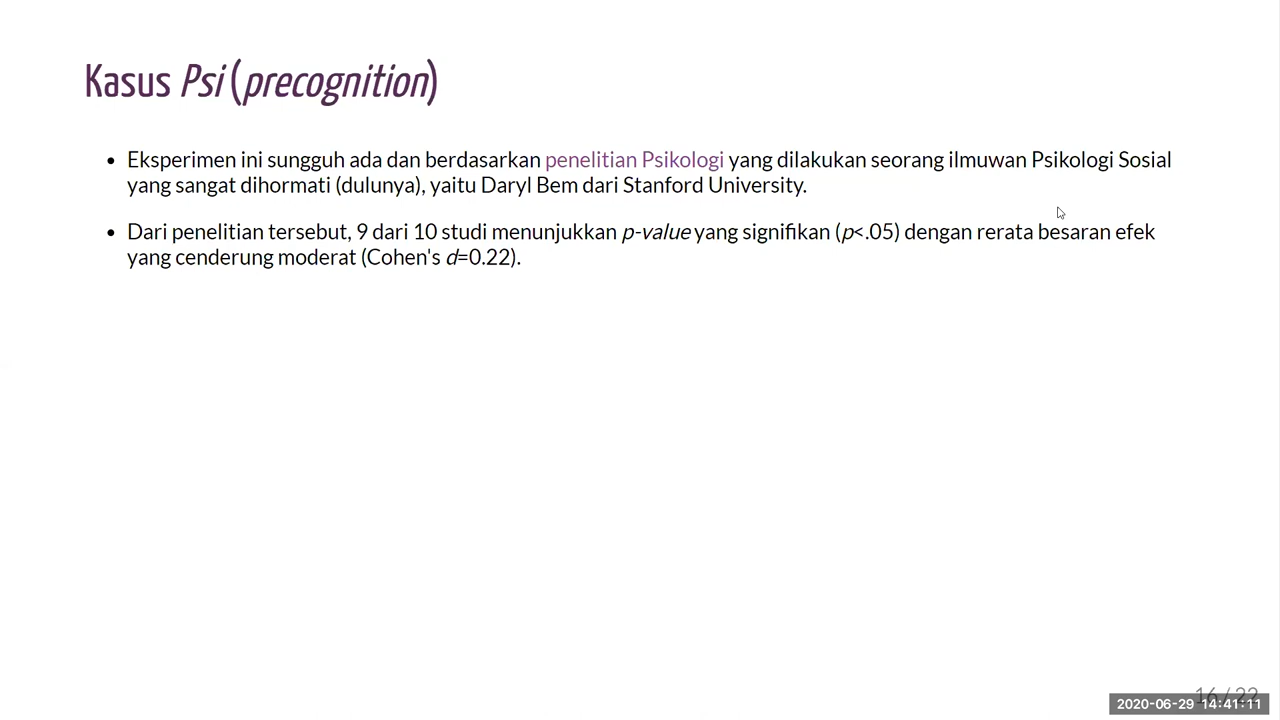 Kasus Psi (precognition)
Eksperimen ini sungguh ada dan berdasarkan penelitian Psikologi yang dilakukan seorang ilmuwan Psikologi Sosial
yang sangat dihormati (dulunya), yaitu Daryl Bem dari Stanford University.
Dari penelitian tersebut, 9 dari 10 studi menunjukkan p-value yang signifikan (p<.05) dengan rerata besaran efek
yang cenderung moderat (Cohen's d=0.22).
16 / 22
2020-06-29 14:41:11